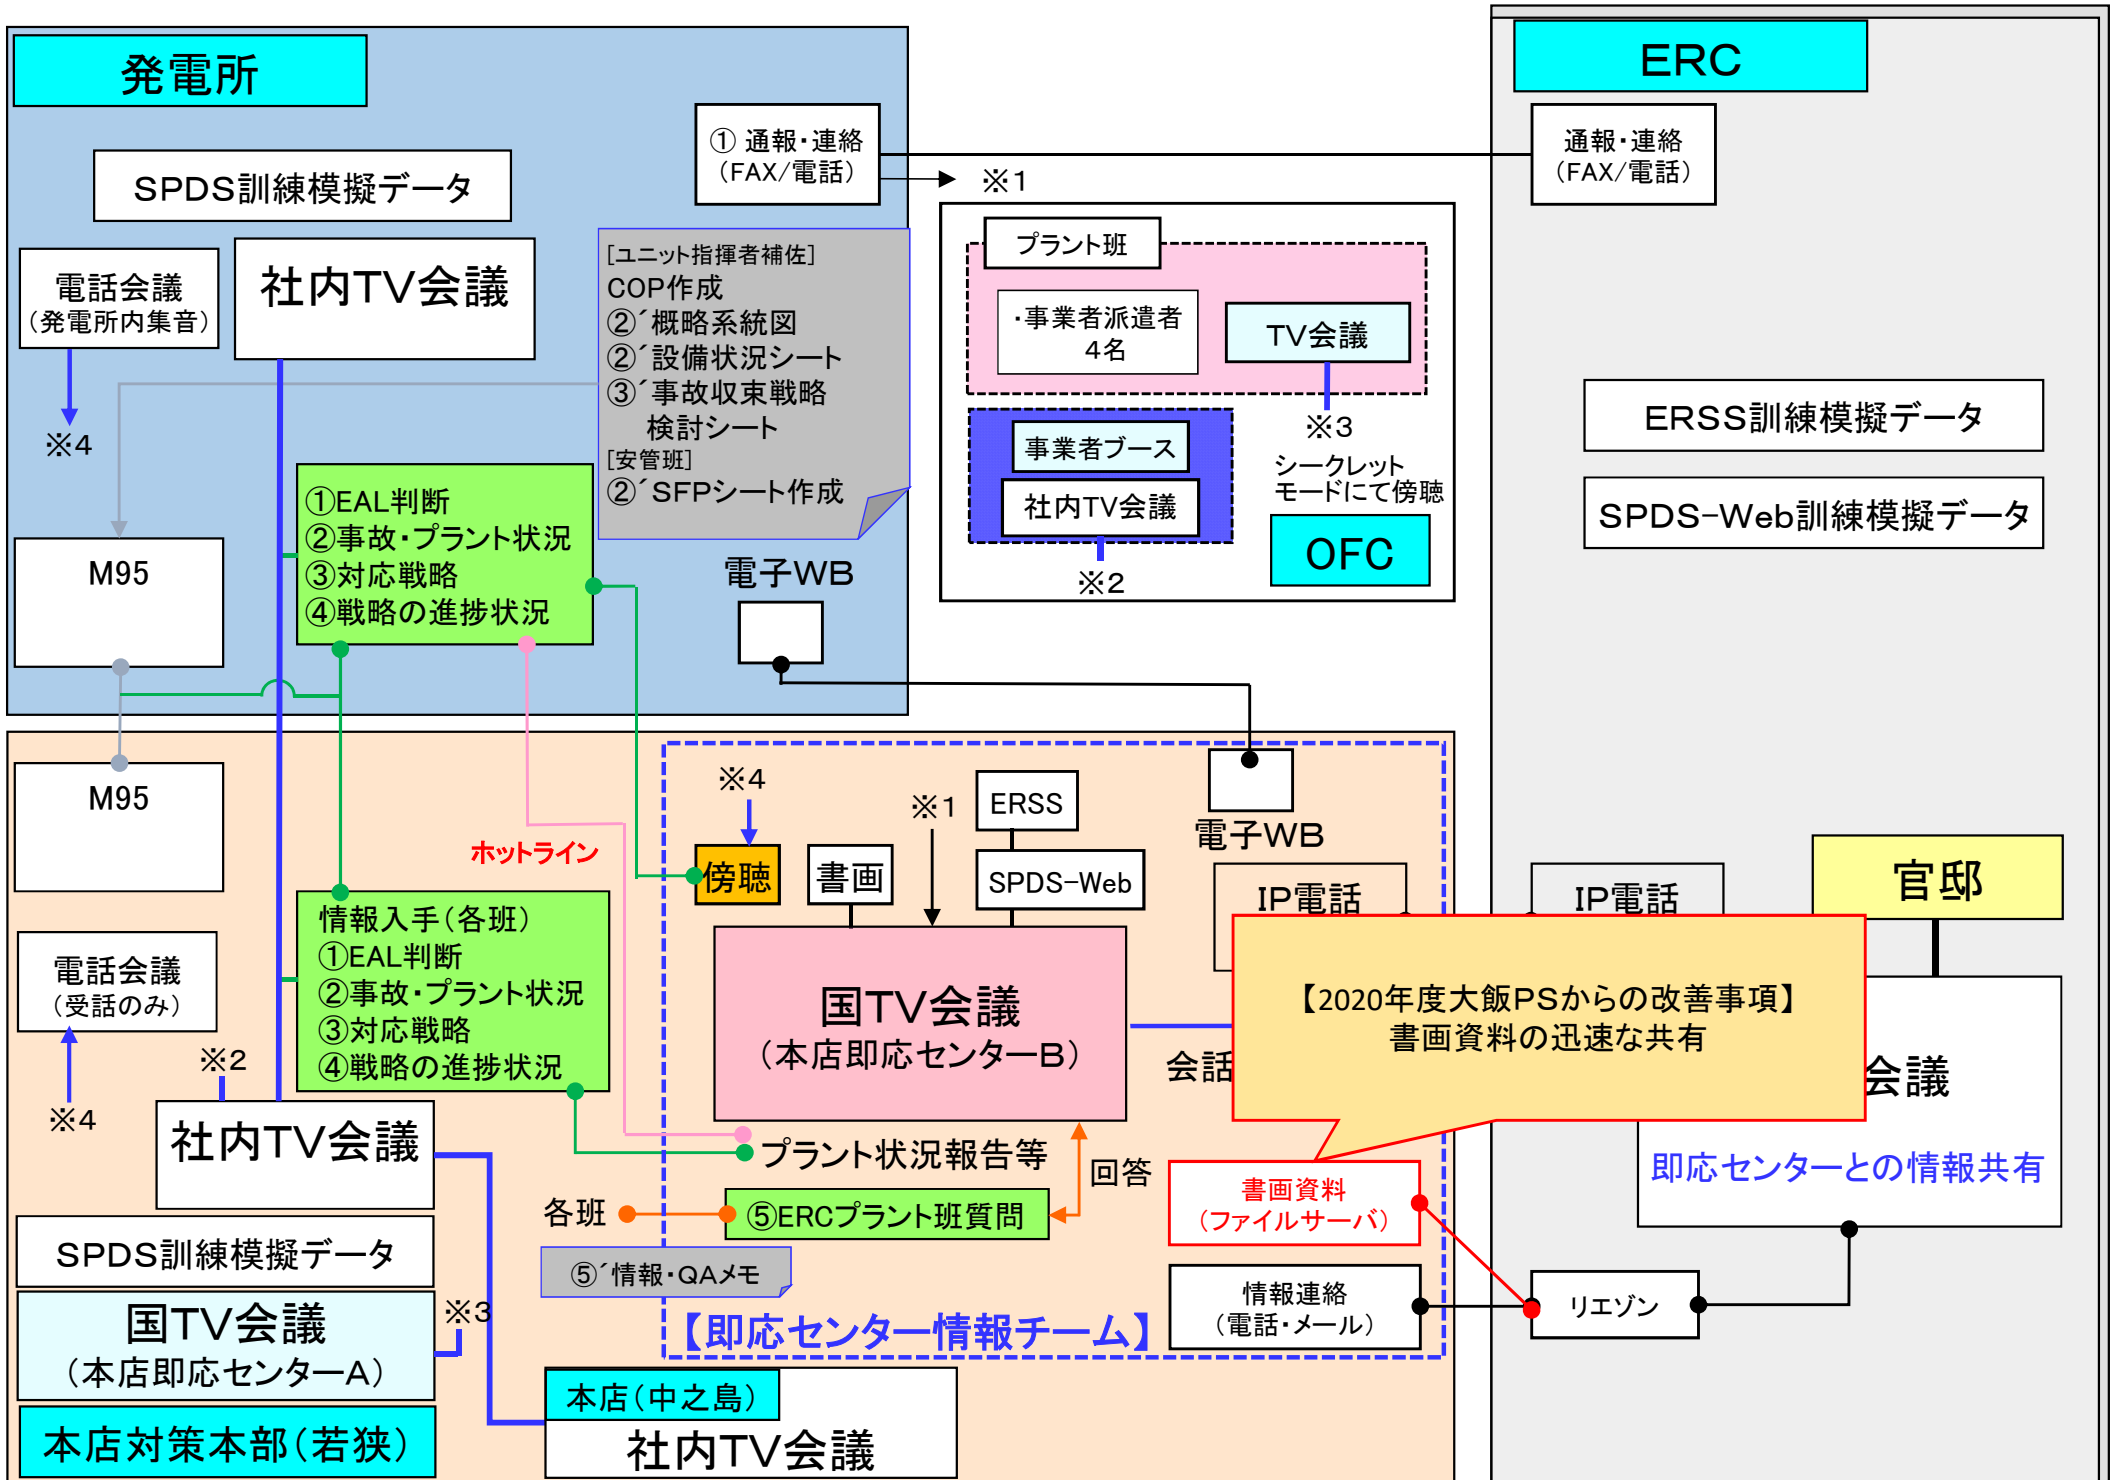 発電所
SPDS訓練模擬データ
① 通報・連絡
(FAX/電話)
※1
電話会議
(発電所内集音)
※4
社内TV会議
[ユニット指揮者補佐]
COP作成
②´概略系統図
②´設備状況シート
③´事故収束戦略
検討シート
[安管班]
②´SFPシート作成
①EAL判断
②事故・プラント状況
③対応戦略
④戦略の進捗状況
M95
電子WB
プラント班
・事業者派遣者
4名
TV会議
※3
シークレット
モードにて傍聴
事業者ブース
社内TV会議
※2
OFC
ERC
通報・連絡
(FAX/電話)
ERSS訓練模擬データ
SPDS-Web訓練模擬データ
官邸
IP電話
会議
即応センターとの情報共有
リエゾン
M95
ホットライン
※4
傍聴
書画
※1
ERSS
SPDS-Web
電子WB
IP電話
情報入手(各班)
①EAL判断
②事故・プラント状況
③対応戦略
④戦略の進捗状況
電話会議
(受話のみ)
※4
※2
社内TV会議
国TV会議
(本店即応センターB)
会話
【2020年度大飯PSからの改善事項】
書画資料の迅速な共有
プラント状況報告等
回答
各班
⑤ERCプラント班質問
⑤´情報・QAメモ
書画資料
(ファイルサーバ)
情報連絡
(電話・メール)
【即応センター情報チーム】
SPDS訓練模擬データ
国TV会議
(本店即応センターA)
※3
本店対策本部(若狭)
本店(中之島)
社内TV会議